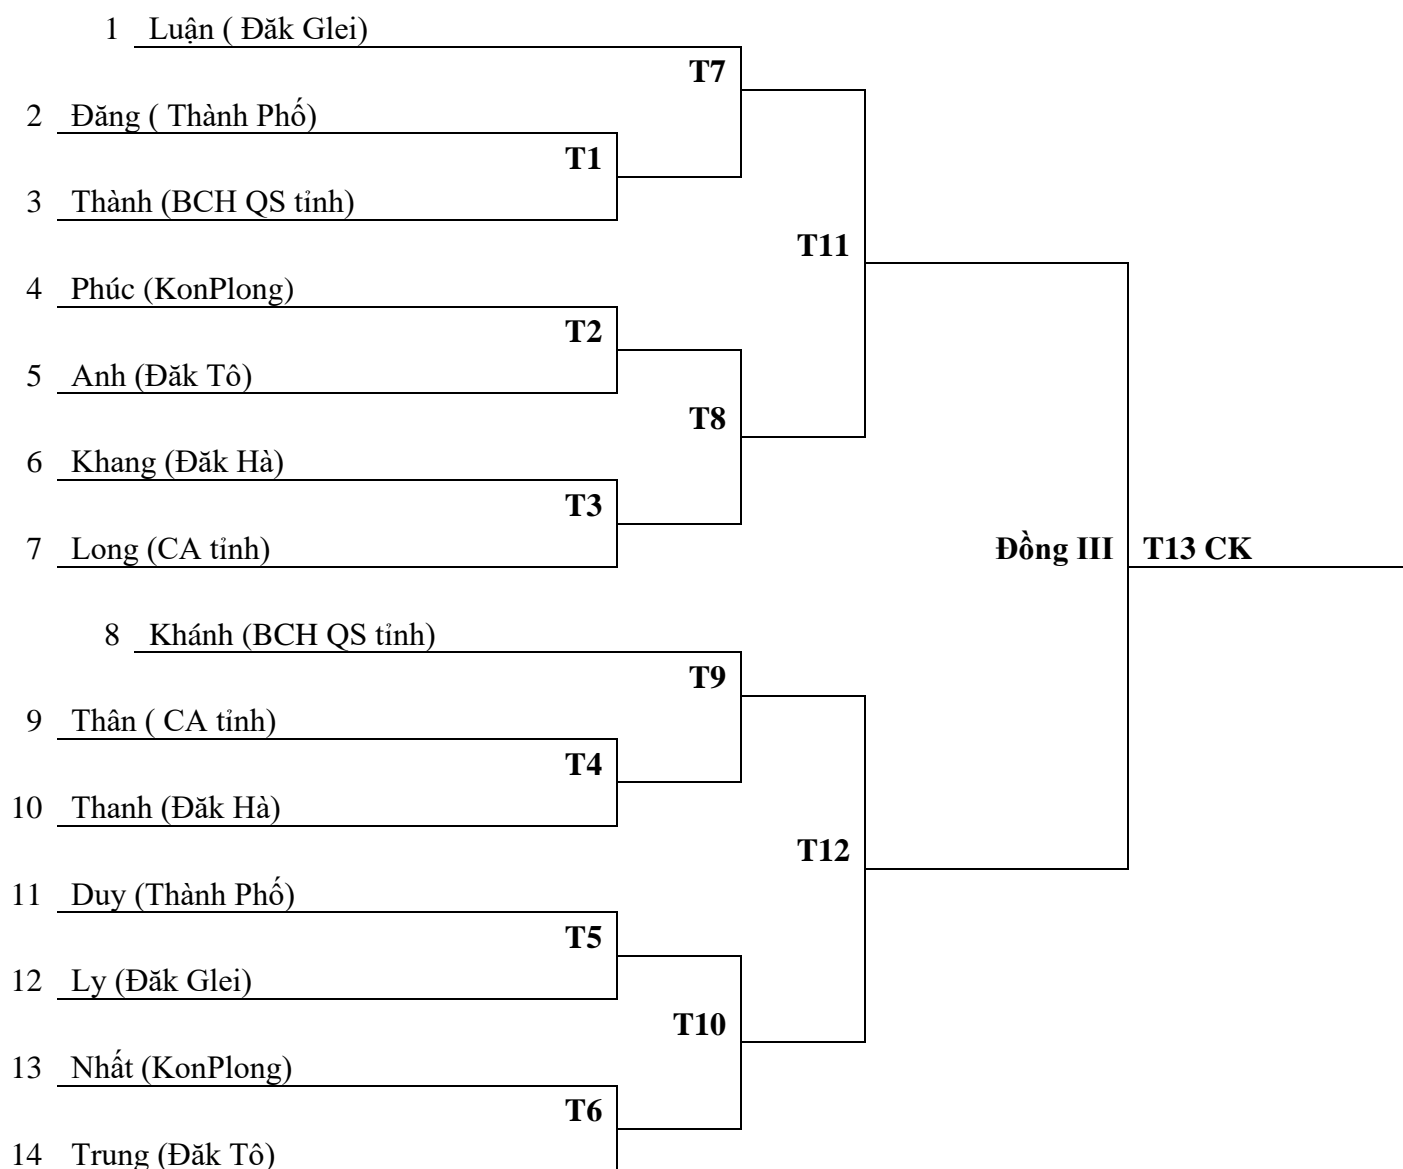 1 Luận ( Đăk Glei)
T7
2 Đăng ( Thành Phố)
T1
3 Thành (BCH QS tỉnh)
T11
4 Phúc (KonPlong)
T2
5 Anh (Đăk Tô)
T8
6 Khang (Đăk Hà)
T3
7 Long (CA tỉnh)
Đồng III T13 CK
8 Khánh (BCH QS tỉnh)
T9
9 Thân ( CA tỉnh)
T4
10 Thanh (Đăk Hà)
T12
11 Duy (Thành Phố)
T5
12 Ly (Đăk Glei)
T10
13 Nhất (KonPlong)
T6
14 Trung (Đăk Tô)